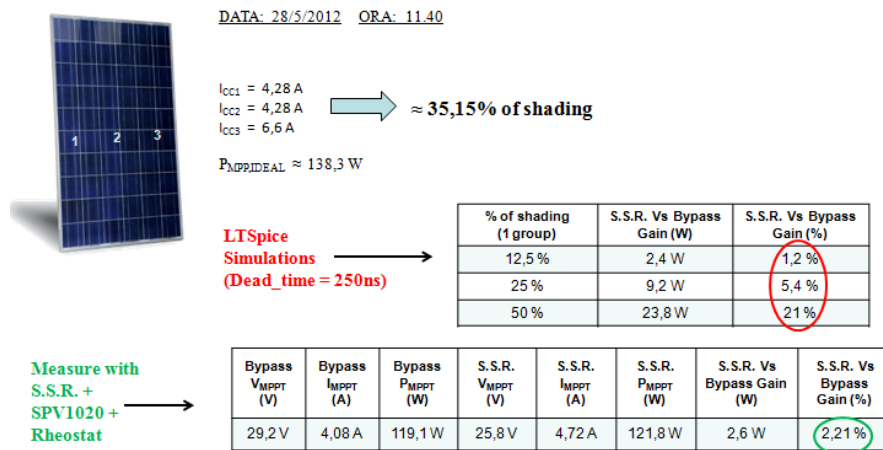 DATA: 28/5/2012 ORA: 11.40
I_CC1 = 4,28 A
I_CC2 = 4,28 A
I_CC3 = 6,6 A
≈ 35,15% of shading
1 2 3
P_MPP,IDEAL ≈ 138,3 W
LTSpice
Simulations
(Dead_time = 250ns)
% of shading (1 group) S.S.R. Vs Bypass Gain (W) S.S.R. Vs Bypass Gain (%)
12,5 % 2,4 W 1,2 %
25 % 9,2 W 5,4 %
50 % 23,8 W 21 %
Measure with
S.S.R. +
SPV1020 +
Rheostat
Bypass V_MPPT (V) Bypass I_MPPT (A) Bypass P_MPPT (W) S.S.R. V_MPPT (V) S.S.R. I_MPPT (A) S.S.R. P_MPPT (W) S.S.R. Vs Bypass Gain (W) S.S.R. Vs Bypass Gain (%)
29,2 V 4,08 A 119,1 W 25,8 V 4,72 A 121,8 W 2,6 W 2,21 %